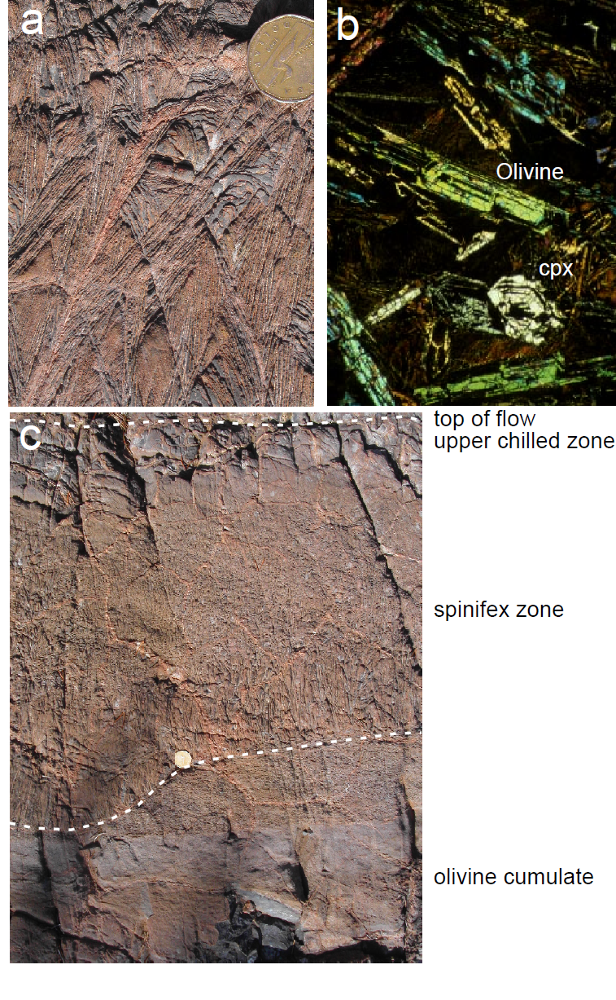 a
b
Olivine
cpx
c
top of flow
upper chilled zone
spinifex zone
olivine cumulate